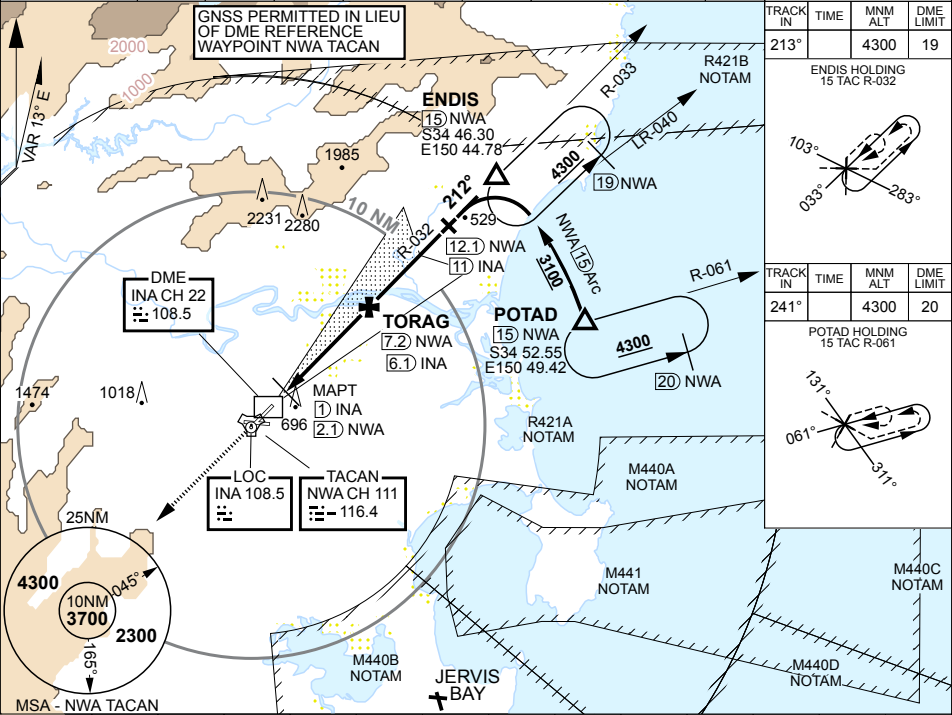 GNSS PERMITTED IN LIEU
OF DME REFERENCE
WAYPOINT NWA TACAN
VAR 13° E
2000
1000
ENDIS
15 NWA
S34 46.30
E150 44.78
R-033
R421B
NOTAM
LR-040
4300
19 NWA
1985
2231
2280
10 NM
R-032
212°
529
12.1 NWA
11 INA
NWA 15 Arc
3100
R-061
DME
INA CH 22
108.5
TORAG
7.2 NWA
6.1 INA
POTAD
15 NWA
S34 52.55
E150 49.42
4300
20 NWA
1474
1018
MAPT
1 INA
2.1 NWA
696
R421A
NOTAM
LOC
INA 108.5
TACAN
NWA CH 111
116.4
M440A
NOTAM
M441
NOTAM
M440C
NOTAM
M440D
NOTAM
M440B
NOTAM
JERVIS
BAY
25NM
4300
045°
10NM
3700
2300
165°
MSA - NWA TACAN
TRACK IN TIME MNM ALT DME LIMIT
213° 4300 19
ENDIS HOLDING
15 TAC R-032
103°
033°
283°
TRACK IN TIME MNM ALT DME LIMIT
241° 4300 20
POTAD HOLDING
15 TAC R-061
131°
061°
311°